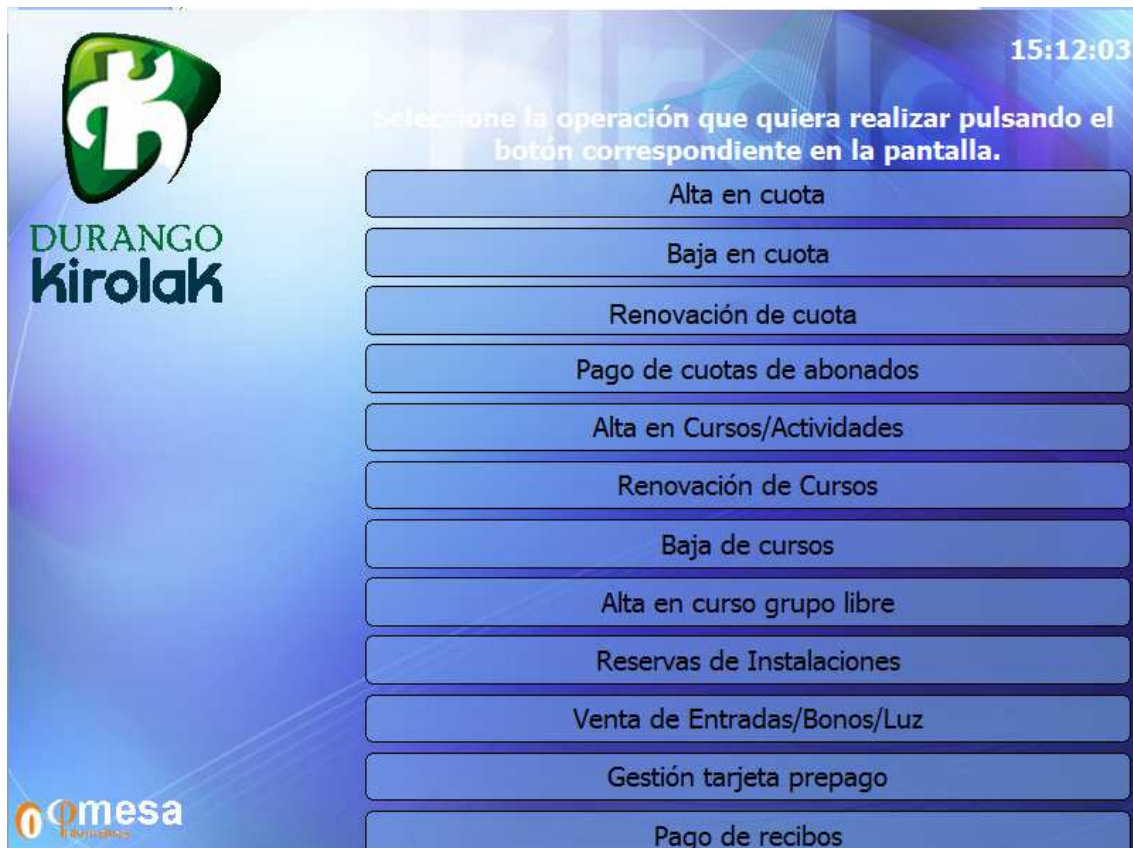 15:12:03
Seleccione la operación que quiera realizar pulsando el
botón correspondiente en la pantalla.
DURANGO
Kirolak
Alta en cuota
Baja en cuota
Renovación de cuota
Pago de cuotas de abonados
Alta en Cursos/Actividades
Renovación de Cursos
Baja de cursos
Alta en curso grupo libre
Reservas de Instalaciones
Venta de Entradas/Bonos/Luz
Gestión tarjeta prepago
Pago de recibos
omesa